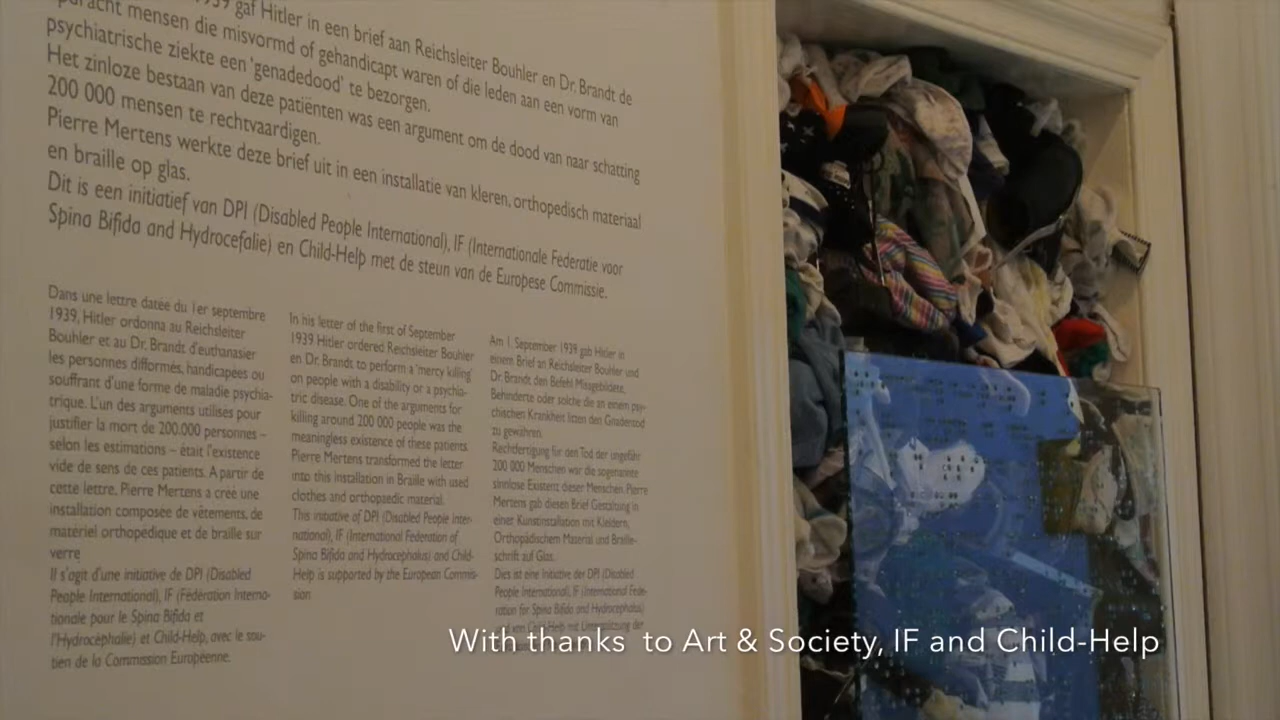 1939 gaf Hitler in een brief aan Reichsleiter Bouhler en Dr. Brandt de
opdracht mensen die misvormd of gehandicapt waren of die leden aan een vorm van
psychiatrische ziekte een 'genadedood' te bezorgen.
Het zinloze bestaan van deze patiënten was een argument om de dood van naar schatting
200 000 mensen te rechtvaardigen.
Pierre Mertens werkte deze brief uit in een installatie van kleren, orthopedisch materiaal
en braille op glas.
Dit is een initiatief van DPI (Disabled People International), IF (Internationale Federatie voor
Spina Bifida and Hydrocefalie) en Child-Help met de steun van de Europese Commissie.
Dans une lettre datée du 1er septembre
1939, Hitler ordonna au Reichsleiter
Bouhler et au Dr. Brandt d'euthanasier
les personnes difformes, handicapées ou
souffrant d'une forme de maladie psychia-
trique. L'un des arguments utilisés pour
justifier la mort de 200.000 personnes –
selon les estimations – était l'existence
vide de sens de ces patients. A partir de
cette lettre, Pierre Mertens a créé une
installation composée de vêtements, de
matériel orthopédique et de braille sur
verre
Il s'agit d'une initiative de DPI (Disabled
People International), IF (Fédération Interna-
tionale pour le Spina Bifida et
l'Hydrocéphalie) et Child-Help, avec le sou-
tien de la Commission Européenne.
In his letter of the first of September
1939 Hitler ordered Reichsleiter Bouhler
en Dr. Brandt to perform a 'mercy killing'
on people with a disability or a psychia-
tric disease. One of the arguments for
killing around 200 000 people was the
meaningless existence of these patients.
Pierre Mertens transformed the letter
into this installation in Braille with used
clothes and orthopaedic material.
This initiative of DPI (Disabled People Inter-
national), IF (International Federation of
Spina Bifida and Hydrocephalus) and Child-
Help is supported by the European Commis-
sion
Am 1. September 1939 gab Hitler in
einem Brief an Reichsleiter Bouhler und
Dr. Brandt den Befehl Missgebildete,
Behinderte oder solche die an einem psy-
chischen Krankheit litten den Gnadentod
zu gewähren.
Rechtfertigung für den Tod der ungefähr
200 000 Menschen war die sogenannte
sinnlose Existenz dieser Menschen. Pierre
Mertens gab diesen Brief Gestaltung in
einer Kunstinstallation mit Kleidern,
Orthopädischem Material und Braille-
schrift auf Glas.
Dies ist eine Initiative der DPI (Disabled
People International), IF (Internationale Fede-
ration für Spina Bifida and Hydrocephalus)
und von Child-Help mit Unterstützung der
With thanks to Art & Society, IF and Child-Help